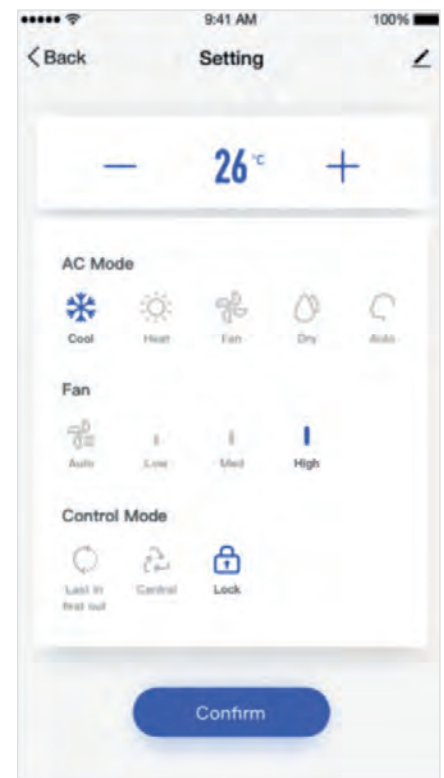 9:41 AM 100%
Back Setting
26 °C
AC Mode
Cool Heat Fan Dry Auto
Fan
Auto Low Med High
Control Mode
Last in Central Lock
first out
Confirm